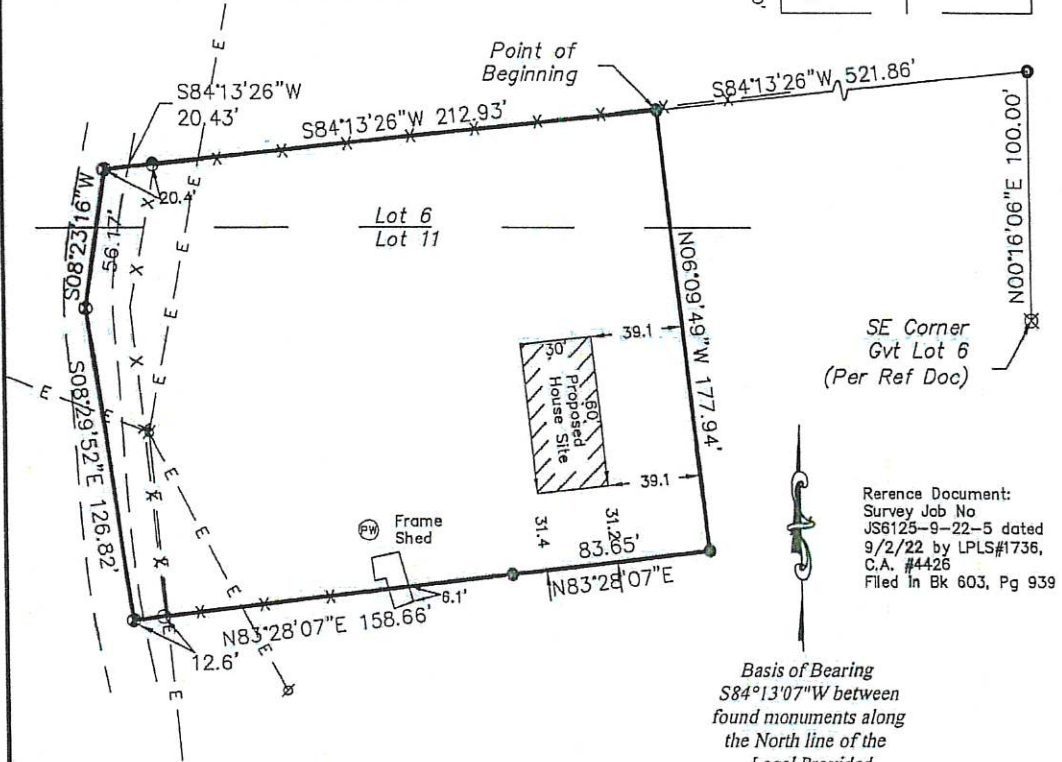 Point of
Beginning
S84°13'26"W 521.86'
S84°13'26"W
20.43'
S84°13'26"W 212.93'
N00°16'06"E 100.00'
20.4'
S08°23'16"W
56.17'
Lot 6
Lot 11
N06°09'49"W 177.94'
SE Corner
Gvt Lot 6
(Per Ref Doc)
39.1
30'
60'
Proposed
House Site
39.1
S08°29'52"E 126.82'
PW
Frame
Shed
31.4
31.2
83.65'
N83°28'07"E
6.1'
N83°28'07"E 158.66'
12.6'
Rerence Document:
Survey Job No
JS6125-9-22-5 dated
9/2/22 by LPLS#1736,
C.A. #4426
Filed in Bk 603, Pg 939
Basis of Bearing
S84°13'07"W between
found monuments along
the North line of the
Legal Provided
E
E
E
E
E
E
E
E
E
E
E